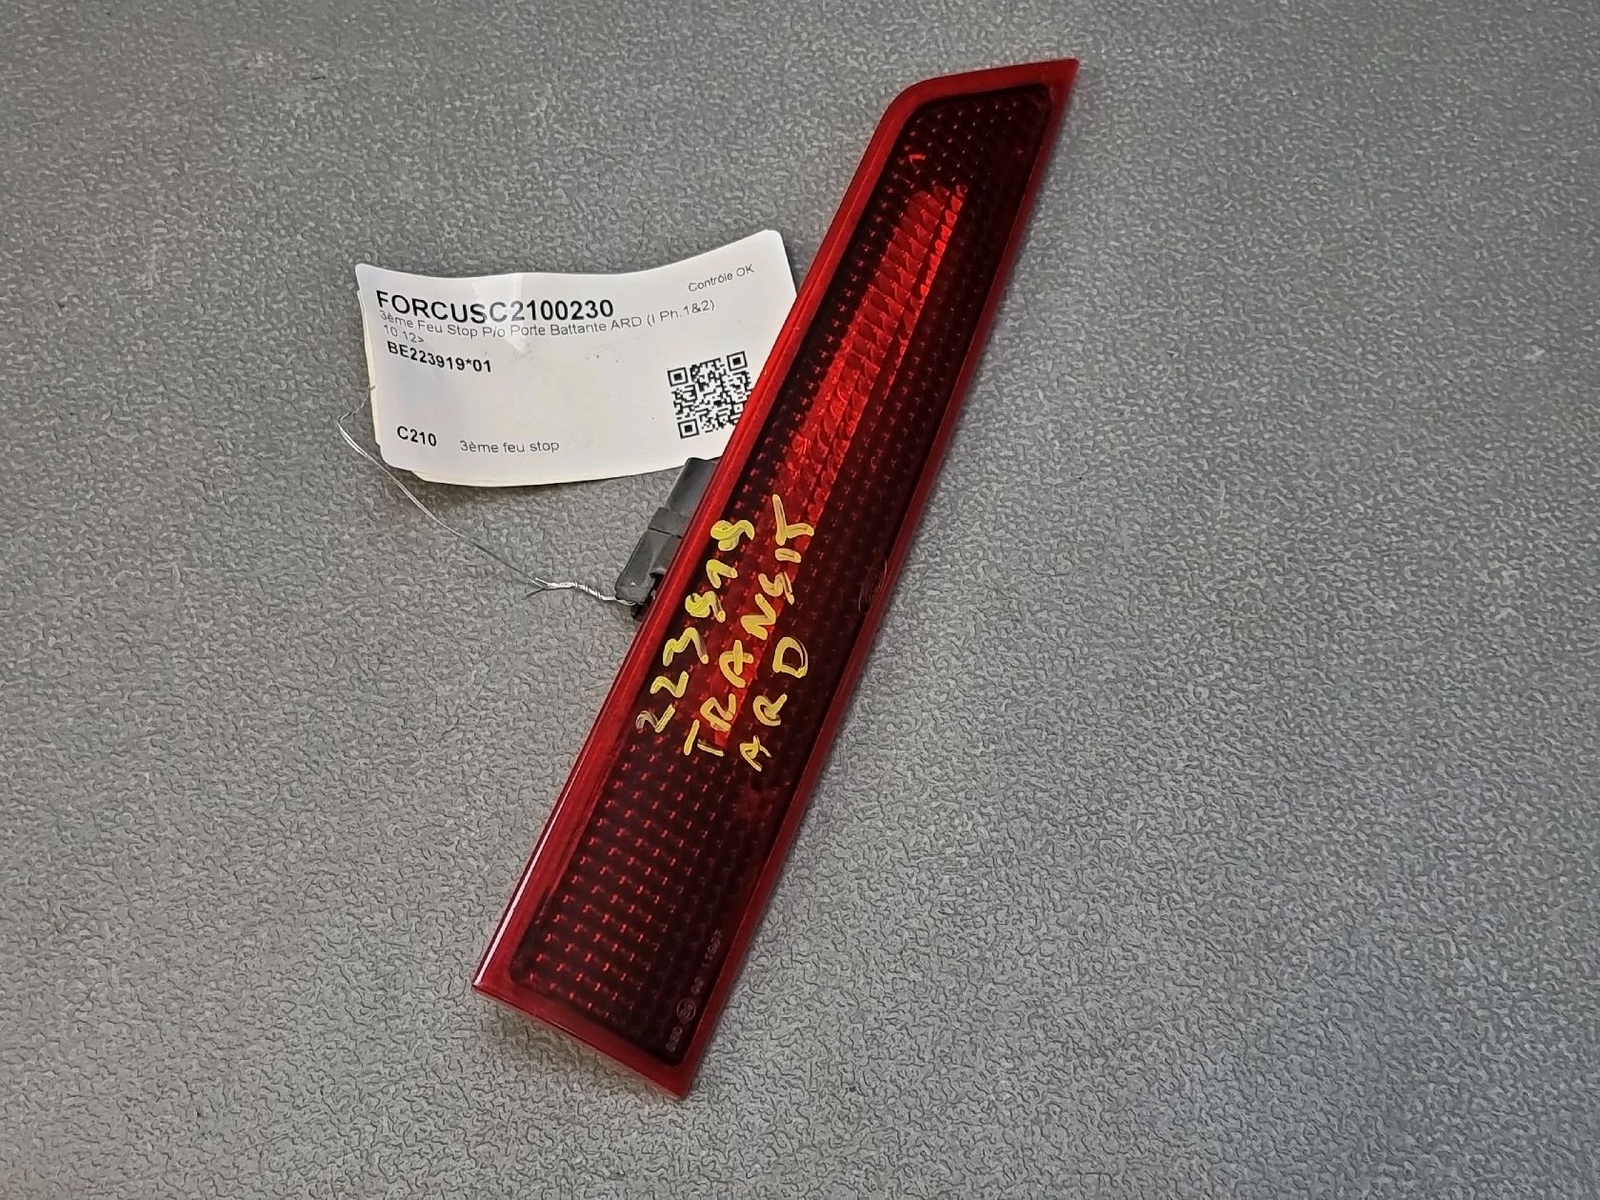 Contrôle OK
FORCUSC2100230
3ème Feu Stop P/o Porte Battante ARD (I Ph.1&2)
10.12>
BE223919*01
C210 3ème feu stop
223919
TRANSIT
ARD